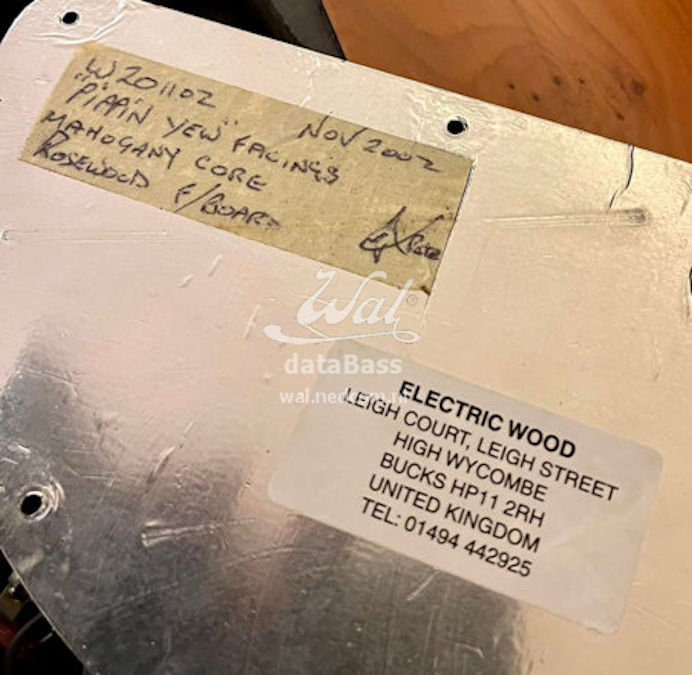 W201102 NOV 2002
"PIPPIN YEW" FACINGS
MAHOGANY CORE
ROSEWOOD F/BOARD
Pete
Wal®
dataBass
ELECTRIC WOOD
LEIGH COURT, LEIGH STREET
HIGH WYCOMBE
BUCKS HP11 2RH
UNITED KINGDOM
TEL: 01494 442925